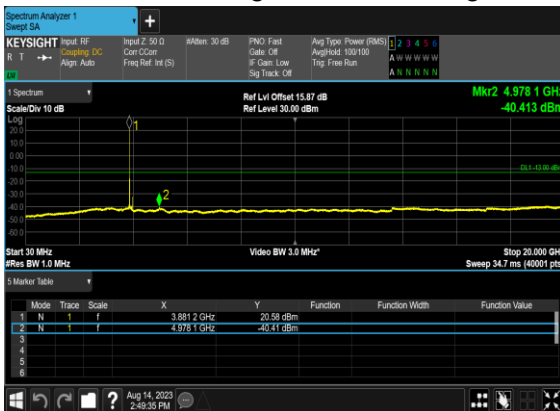 Spectrum Analyzer 1
Swept SA
+
KEYSIGHT Input: RF Input Z: 50 Ω #Atten: 30 dB PNO: Fast Avg Type: Power (RMS) 1 2 3 4 5 6
R T Coupling: DC Corr CCorr Gate: Off Avg|Hold: 100/100 A W W W W W
Align: Auto Freq Ref: Int (S) IF Gain: Low Trig: Free Run
Sig Track: Off A N N N N N
1 Spectrum Ref Lvl Offset 15.87 dB Mkr2 4.978 1 GHz
Scale/Div 10 dB Ref Level 30.00 dBm -40.413 dBm
Log
20.0
10.0
0.00
-10.0
-20.0
-30.0
-40.0
-50.0
-60.0
1
2
DL1 -13.00 dBm
Start 30 MHz Video BW 3.0 MHz* Stop 20.000 GHz
#Res BW 1.0 MHz Sweep 34.7 ms (40001 pts
5 Marker Table
Mode Trace Scale X Y Function Function Width Function Value
1 N 1 f 3.881 2 GHz 20.58 dBm
2 N 1 f 4.978 1 GHz -40.41 dBm
3
4
5
6
? Aug 14, 2023
2:49:35 PM